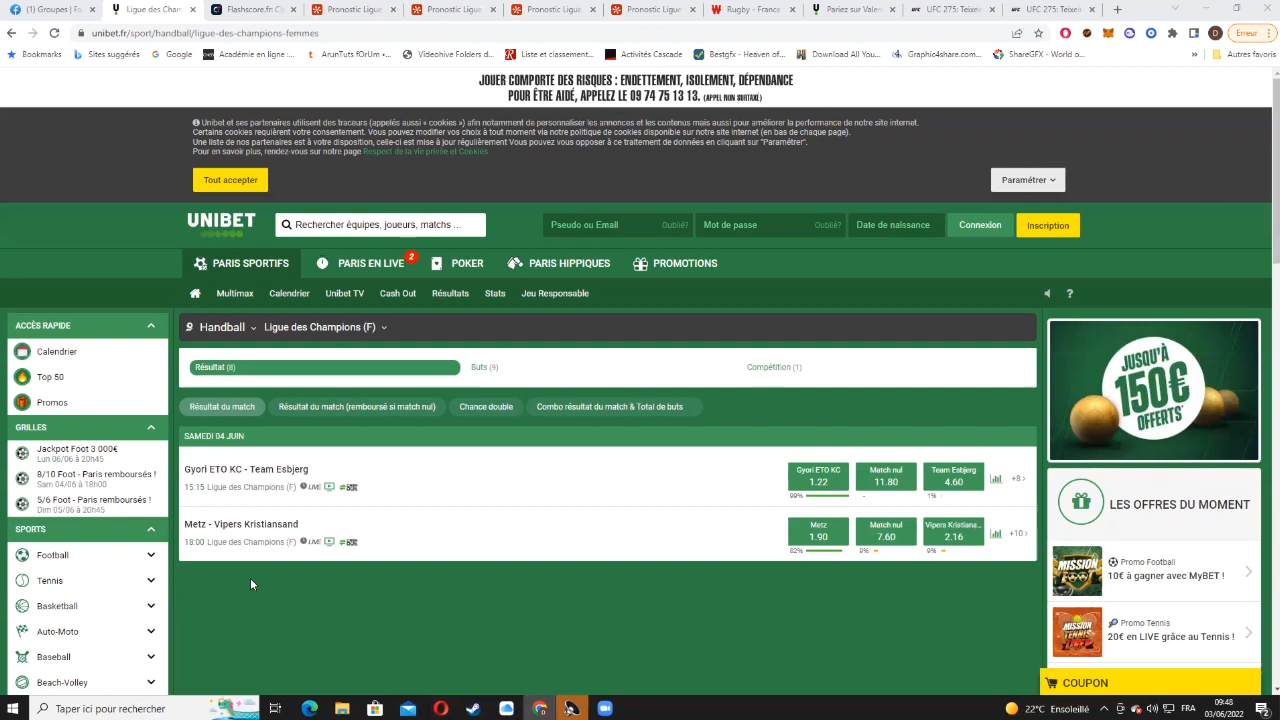 (1) Groupes | Fo
Ligue des Champ
Flashscore.fr: C
Pronostic Ligue
Pronostic Ligue
Pronostic Ligue
Pronostic Ligue
Rugby - France
Pariez sur Valen
UFC 275: Teixei
UFC 275: Teixei
unibet.fr/sport/handball/ligue-des-champions-femmes
Erreur
Bookmarks
Sites suggérés
Google
Académie en ligne :...
ArunTuts fOrUm •...
Videohive Folders d...
Liste et classement...
Activités Cascade
Bestgfx - Heaven of...
Download All You...
Graphic4share.com...
ShareGFX - World o...
»
Autres favoris
JOUER COMPORTE DES RISQUES : ENDETTEMENT, ISOLEMENT, DÉPENDANCE
POUR ÊTRE AIDÉ, APPELEZ LE 09 74 75 13 13. (APPEL NON SURTAXÉ)
Unibet et ses partenaires utilisent des traceurs (appelés aussi « cookies ») afin notamment de personnaliser les annonces et les contenus mais aussi pour améliorer la performance de notre site internet.
Certains cookies requièrent votre consentement. Vous pouvez modifier vos choix à tout moment via notre politique de cookies disponible sur notre site internet (en bas de chaque page).
Une liste de nos partenaires est à votre disposition, celle-ci est mise à jour régulièrement Vous pouvez vous opposer à ce traitement de données en cliquant sur "Paramétrer".
Pour en savoir plus, rendez-vous sur notre page Respect de la vie privée et Cookies
Tout accepter
Paramétrer
UNIBET
Rechercher équipes, joueurs, matchs ...
Pseudo ou Email
Oublié?
Mot de passe
Oublié?
Date de naissance
Connexion
Inscription
PARIS SPORTIFS
PARIS EN LIVE 2
POKER
PARIS HIPPIQUES
PROMOTIONS
Multimax
Calendrier
Unibet TV
Cash Out
Résultats
Stats
Jeu Responsable
?
ACCÈS RAPIDE
Calendrier
Top 50
Promos
GRILLES
Jackpot Foot 3 000€
Lun 06/06 à 20h45
8/10 Foot - Paris remboursés !
Sam 04/06 à 18h00
5/6 Foot - Paris remboursés !
Dim 05/06 à 20h45
SPORTS
Football
Tennis
Basketball
Auto-Moto
Baseball
Beach-Volley
Handball
Ligue des Champions (F)
Résultat (8)
Buts (9)
Compétition (1)
Résultat du match
Résultat du match (remboursé si match nul)
Chance double
Combo résultat du match & Total de buts
SAMEDI 04 JUIN
Gyori ETO KC - Team Esbjerg
15:15 Ligue des Champions (F) LIVE
Gyori ETO KC
1.22
99%
Match nul
11.80
-
Team Esbjerg
4.60
1%
+8
Metz - Vipers Kristiansand
18:00 Ligue des Champions (F) LIVE
Metz
1.90
82%
Match nul
7.60
9%
Vipers Kristians...
2.16
9%
+10
JUSQU'À
150€
OFFERTS*
LES OFFRES DU MOMENT
MISSION
Promo Football
10€ à gagner avec MyBET !
MISSION
TENNIS
Promo Tennis
20€ en LIVE grâce au Tennis !
COUPON
Taper ici pour rechercher
22°C Ensoleillé
FRA
09:48
03/06/2022
2